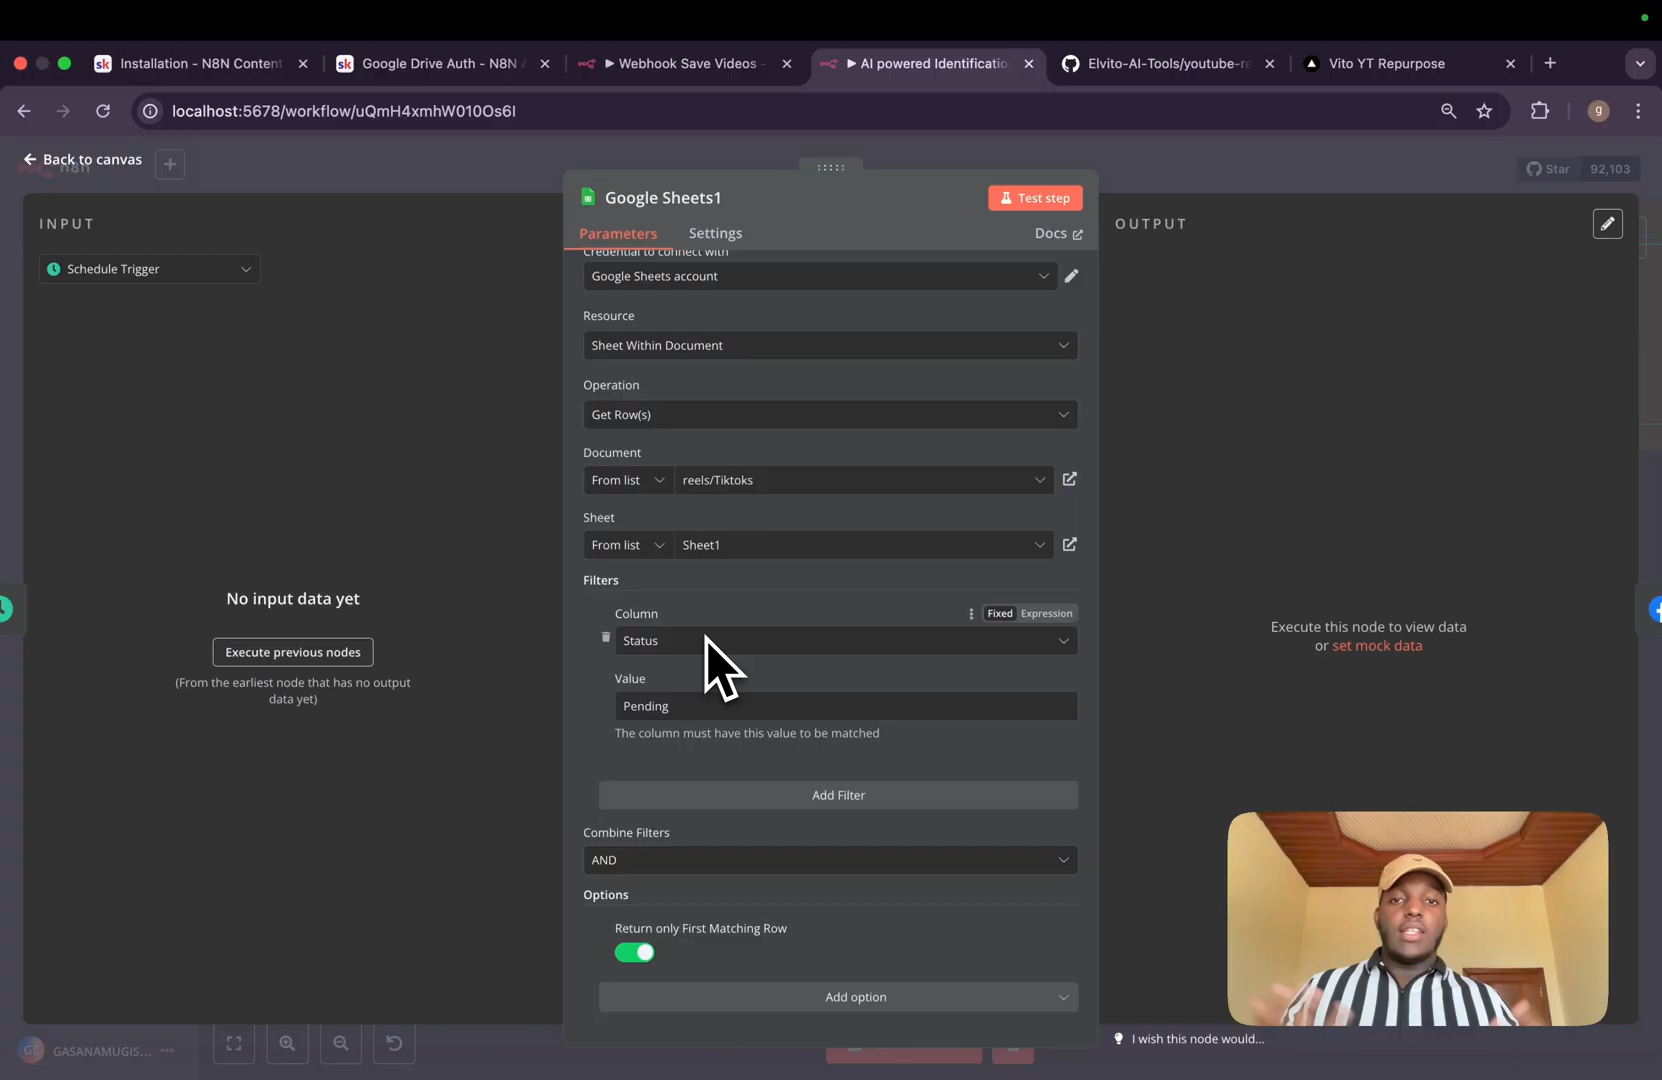 Installation - N8N Content
Google Drive Auth - N8N A
▶ Webhook Save Videos -
▶ AI powered Identificatio
Elvito-AI-Tools/youtube-re
Vito YT Repurpose
localhost:5678/workflow/uQmH4xmhW010Os6I
g
Back to canvas
n8n
Star 92,103
INPUT
Schedule Trigger
No input data yet
Execute previous nodes
(From the earliest node that has no output
data yet)
Google Sheets1
Test step
Parameters
Settings
Docs
Credential to connect with
Google Sheets account
Resource
Sheet Within Document
Operation
Get Row(s)
Document
From list
reels/Tiktoks
Sheet
From list
Sheet1
Filters
Column
Fixed Expression
Status
Value
Pending
The column must have this value to be matched
Add Filter
Combine Filters
AND
Options
Return only First Matching Row
Add option
OUTPUT
Execute this node to view data
or set mock data
I wish this node would...
GE
GASANAMUGIS...